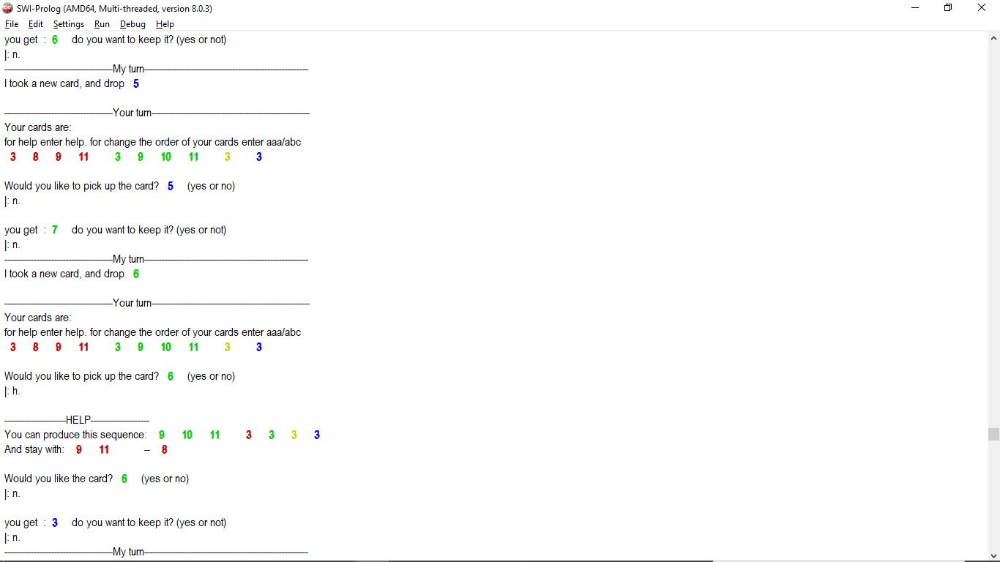 SWI-Prolog (AMD64, Multi-threaded, version 8.0.3)
File Edit Settings Run Debug Help
you get : 6 do you want to keep it? (yes or not)
|: n.
-------------------------------------My turn--------------------------------------------------------
I took a new card, and drop 5
-------------------------------------Your turn------------------------------------------------------
Your cards are:
for help enter help. for change the order of your cards enter aaa/abc
3 8 9 11 3 9 10 11 3 3
Would you like to pick up the card? 5 (yes or no)
|: n.
you get : 7 do you want to keep it? (yes or not)
|: n.
-------------------------------------My turn--------------------------------------------------------
I took a new card, and drop 6
-------------------------------------Your turn------------------------------------------------------
Your cards are:
for help enter help. for change the order of your cards enter aaa/abc
3 8 9 11 3 9 10 11 3 3
Would you like to pick up the card? 6 (yes or no)
|: h.
---------------------HELP--------------------
You can produce this sequence: 9 10 11 3 3 3 3
And stay with: 9 11 -- 8
Would you like the card? 6 (yes or no)
|: n.
you get : 3 do you want to keep it? (yes or not)
|: n.
-------------------------------------My turn--------------------------------------------------------